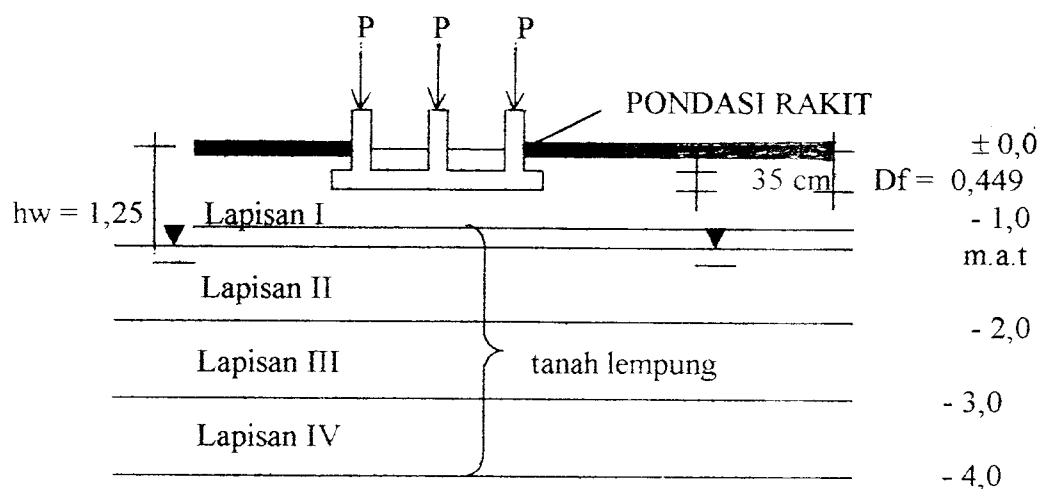 P P P
PONDASI RAKIT
± 0,0
35 cm Df = 0,449
hw = 1,25 Lapisan I - 1,0
m.a.t
Lapisan II
- 2,0
Lapisan III tanah lempung
- 3,0
Lapisan IV
- 4,0